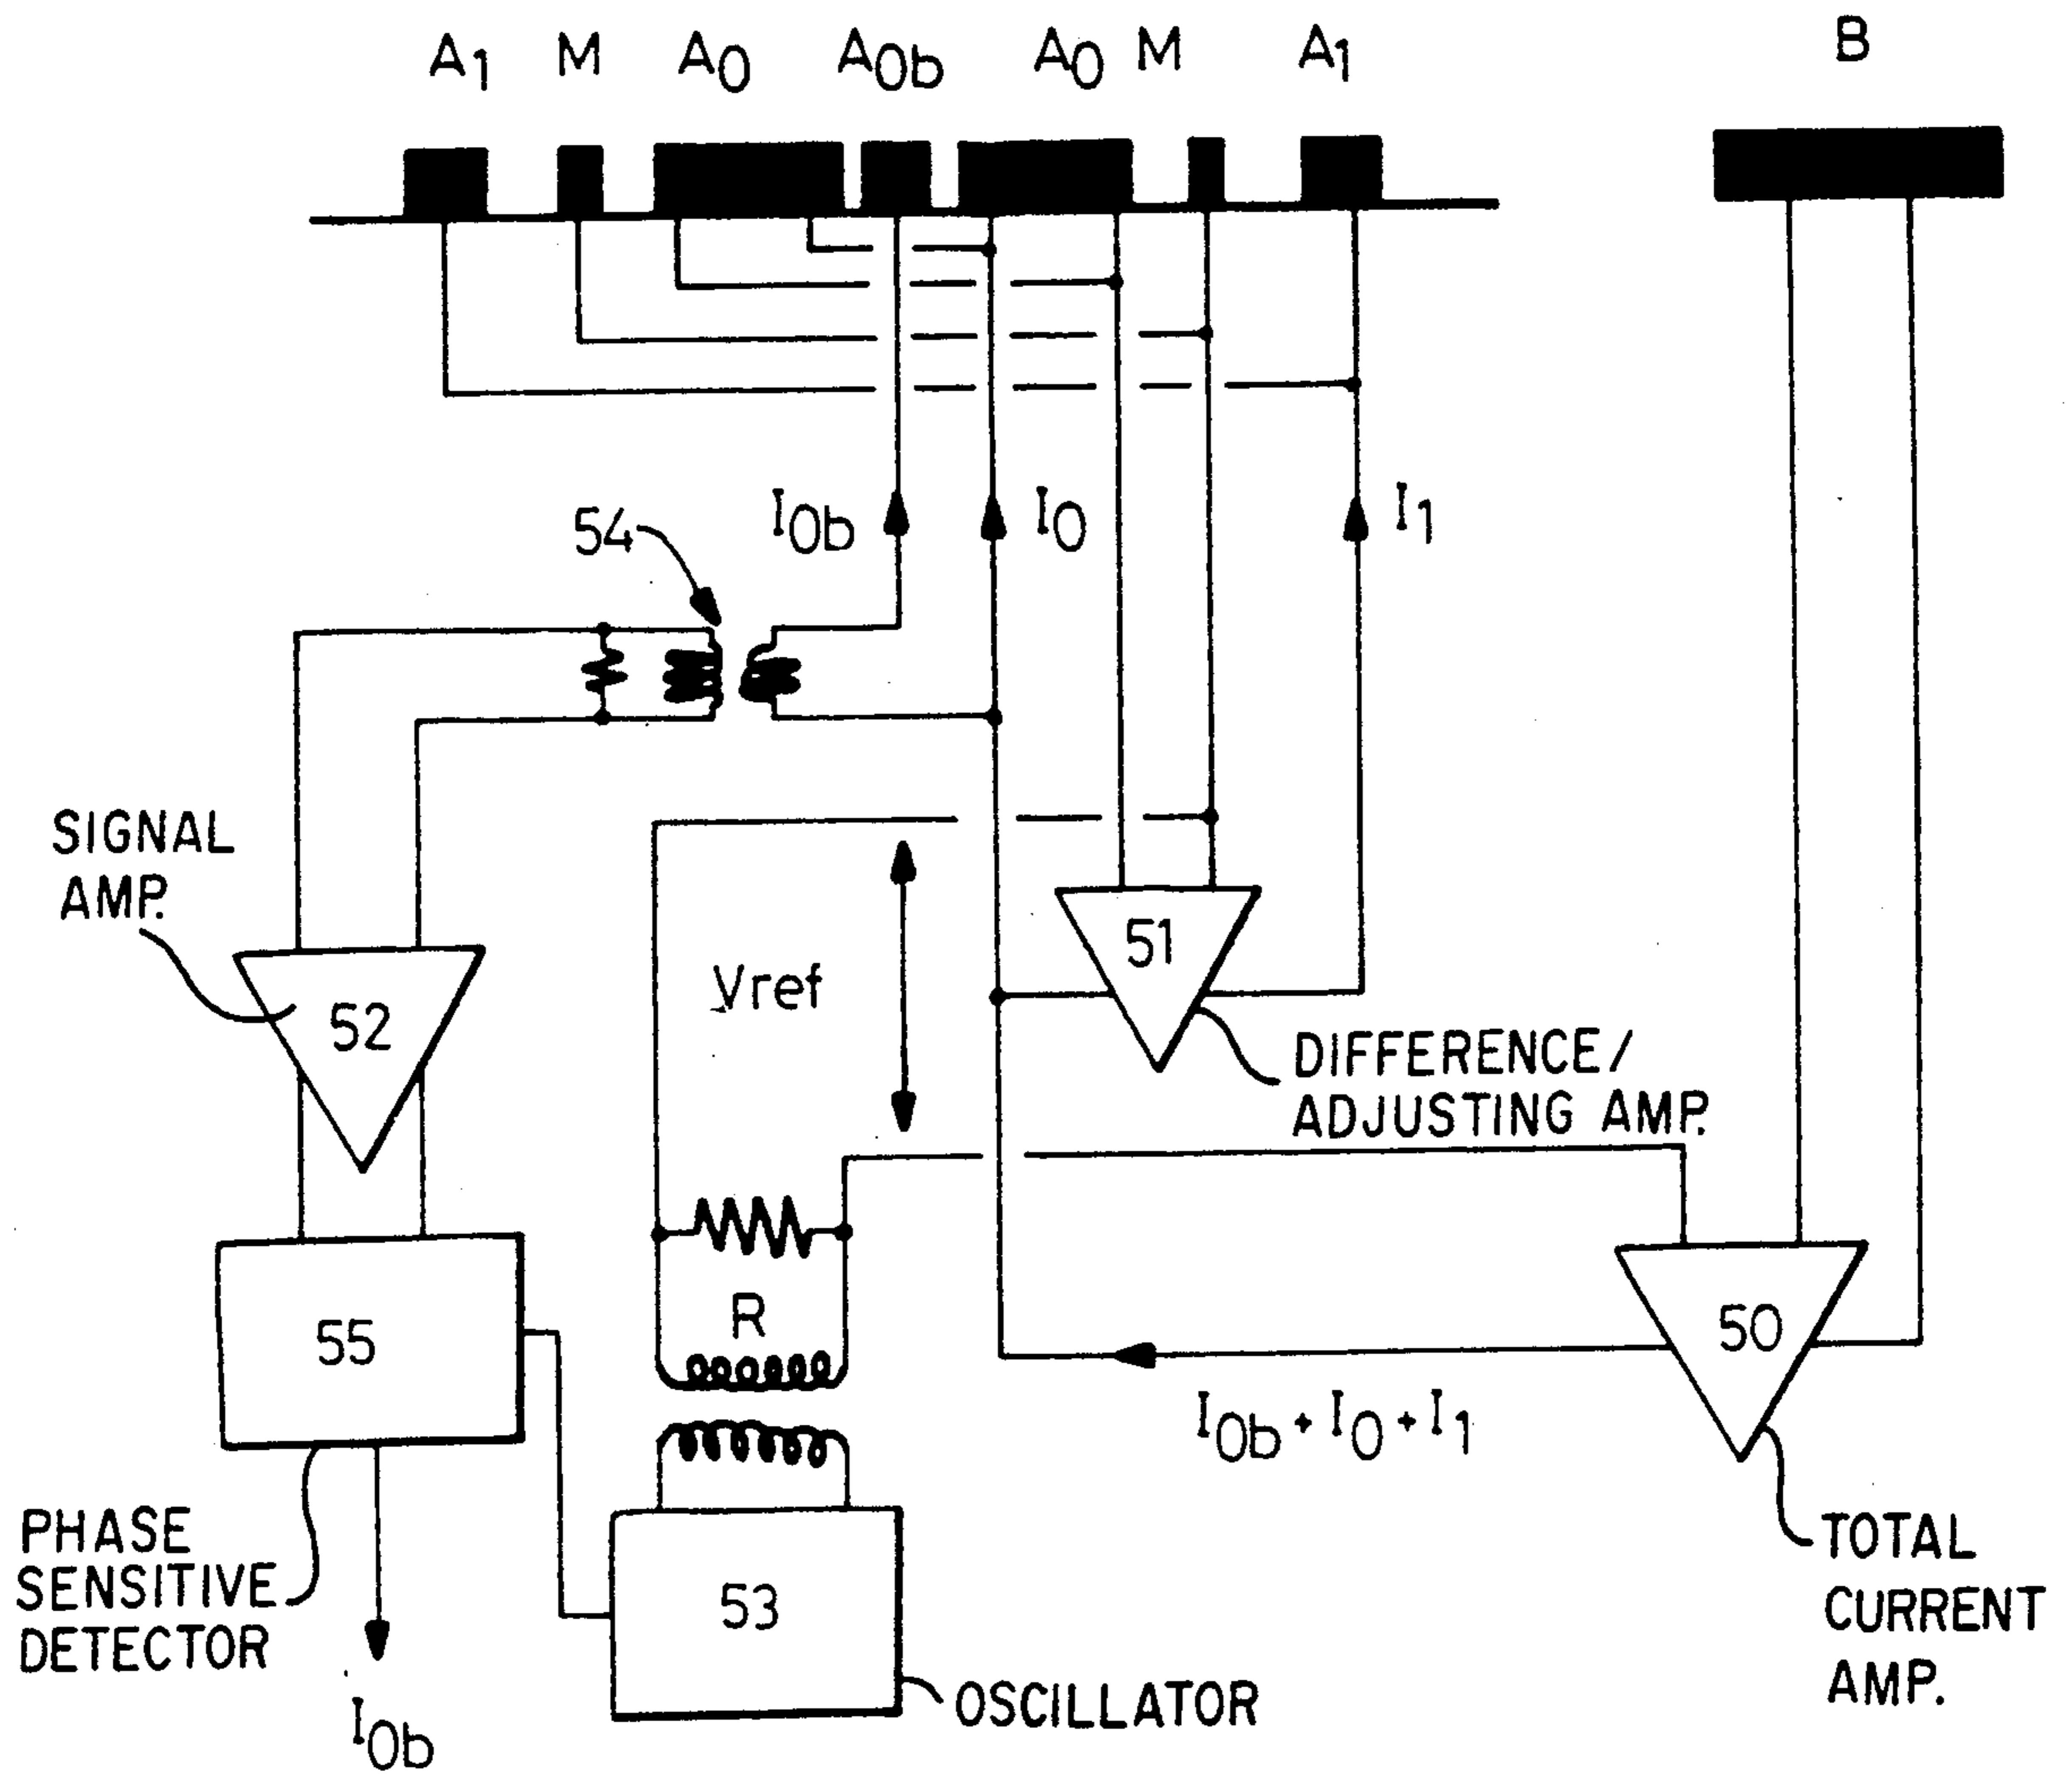 A1 M A0 A0b A0 M A1 B
54
I0b I0 I1
SIGNAL
AMP.
51
Vref
52
DIFFERENCE/
ADJUSTING AMP.
R
55
50
I0b + I0 + I1
PHASE
SENSITIVE
DETECTOR
53
TOTAL
CURRENT
AMP.
OSCILLATOR
I0b